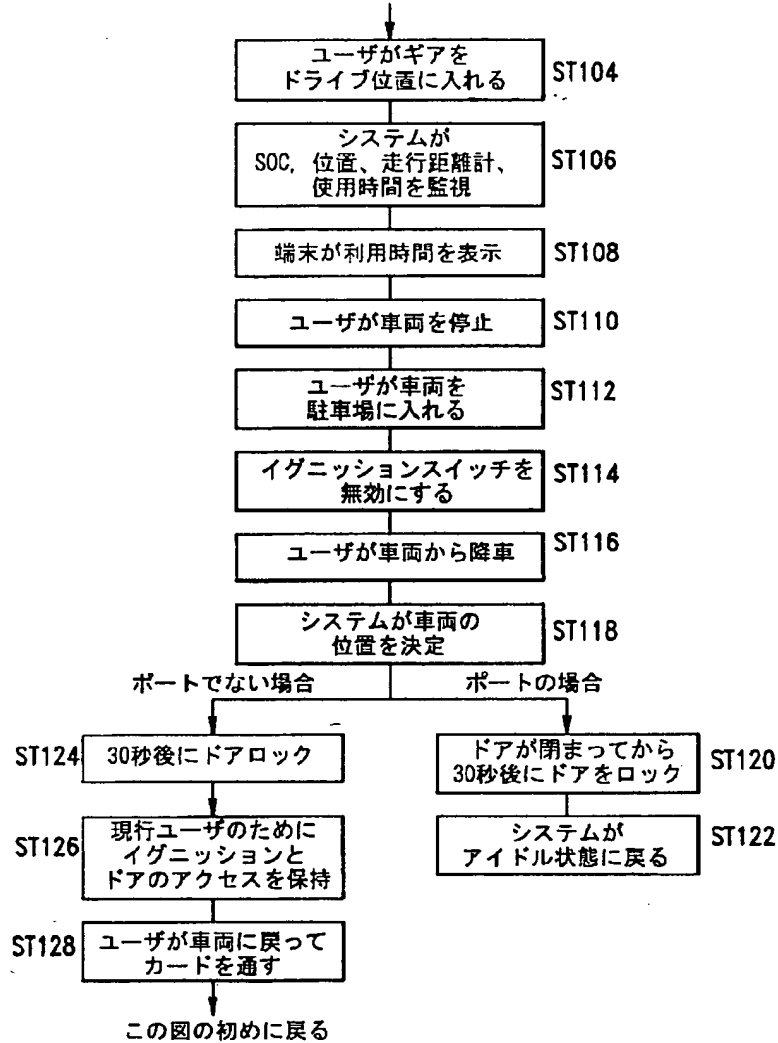 ユーザがギアを
ドライブ位置に入れる
ST104
システムが
SOC, 位置、走行距離計、
使用時間を監視
ST106
端末が利用時間を表示
ST108
ユーザが車両を停止
ST110
ユーザが車両を
駐車場に入れる
ST112
イグニッションスイッチを
無効にする
ST114
ユーザが車両から降車
ST116
システムが車両の
位置を決定
ST118
ポートでない場合
ポートの場合
ST124
30秒後にドアロック
ドアが閉まってから
30秒後にドアをロック
ST120
ST126
現行ユーザのために
イグニッションと
ドアのアクセスを保持
システムが
アイドル状態に戻る
ST122
ST128
ユーザが車両に戻って
カードを通す
この図の初めに戻る